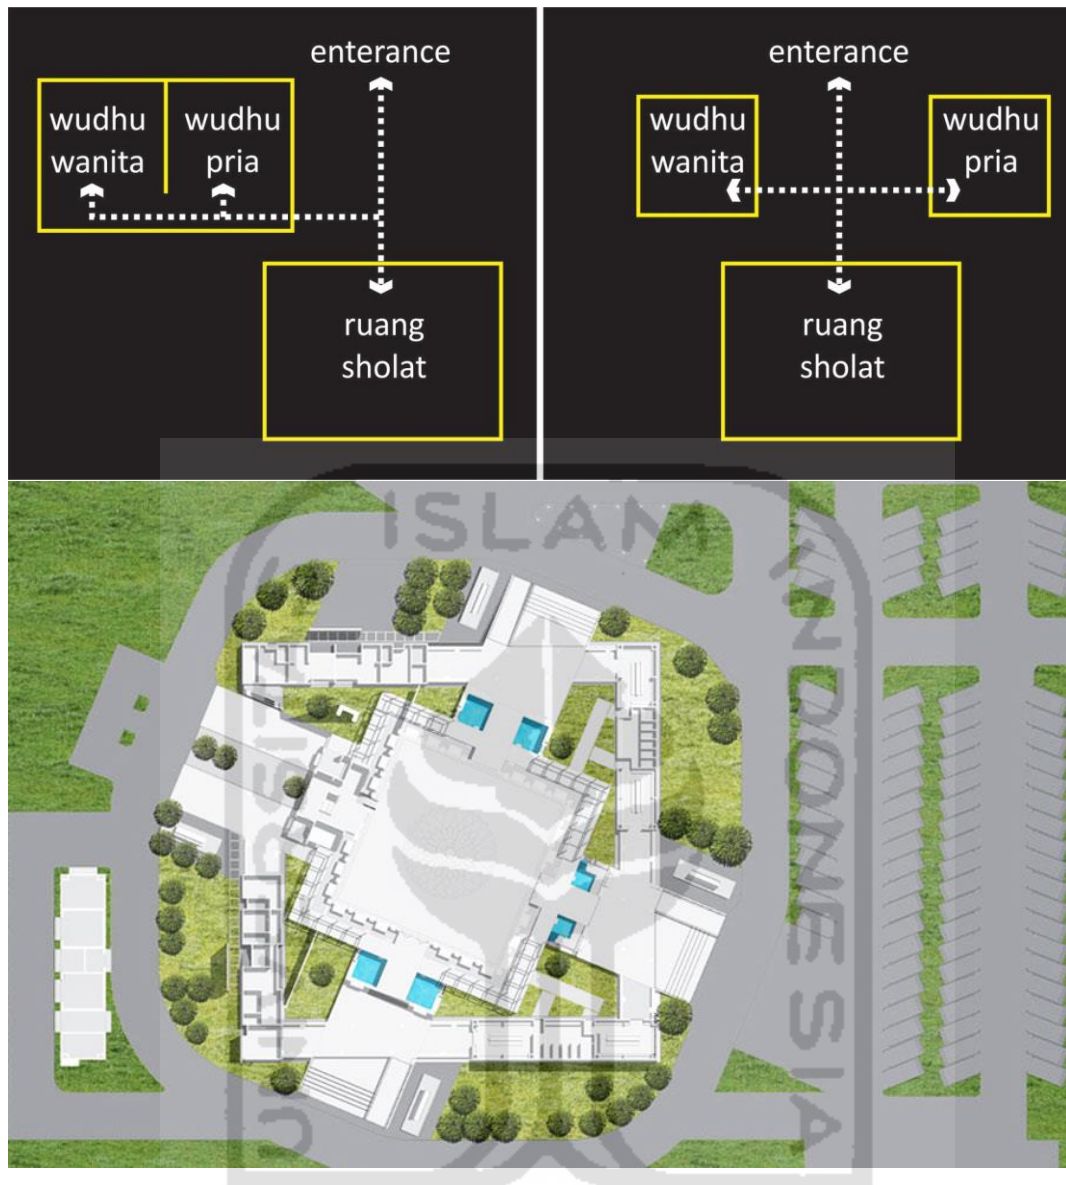 enterance
wudhu
wanita
wudhu
pria
ruang
sholat
enterance
wudhu
wanita
wudhu
pria
ruang
sholat
ISLAM
INDONESIA